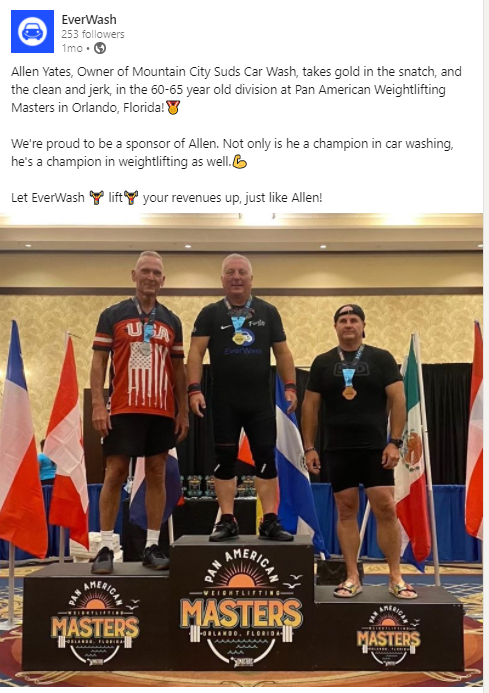 EverWash
253 followers
1mo •
Allen Yates, Owner of Mountain City Suds Car Wash, takes gold in the snatch, and
the clean and jerk, in the 60-65 year old division at Pan American Weightlifting
Masters in Orlando, Florida!🏅
We're proud to be a sponsor of Allen. Not only is he a champion in car washing,
he's a champion in weightlifting as well.💪
Let EverWash 🏋️ lift🏋️ your revenues up, just like Allen!
USA
EverWash
PAN AMERICAN
WEIGHTLIFTING
MASTERS
ORLANDO, FLORIDA
MASTERS
PAN AMERICAN
WEIGHTLIFTING
MASTERS
ORLANDO, FLORIDA
PAN AMERICAN
WEIGHTLIFTING
MASTERS
ORLANDO, FLORIDA